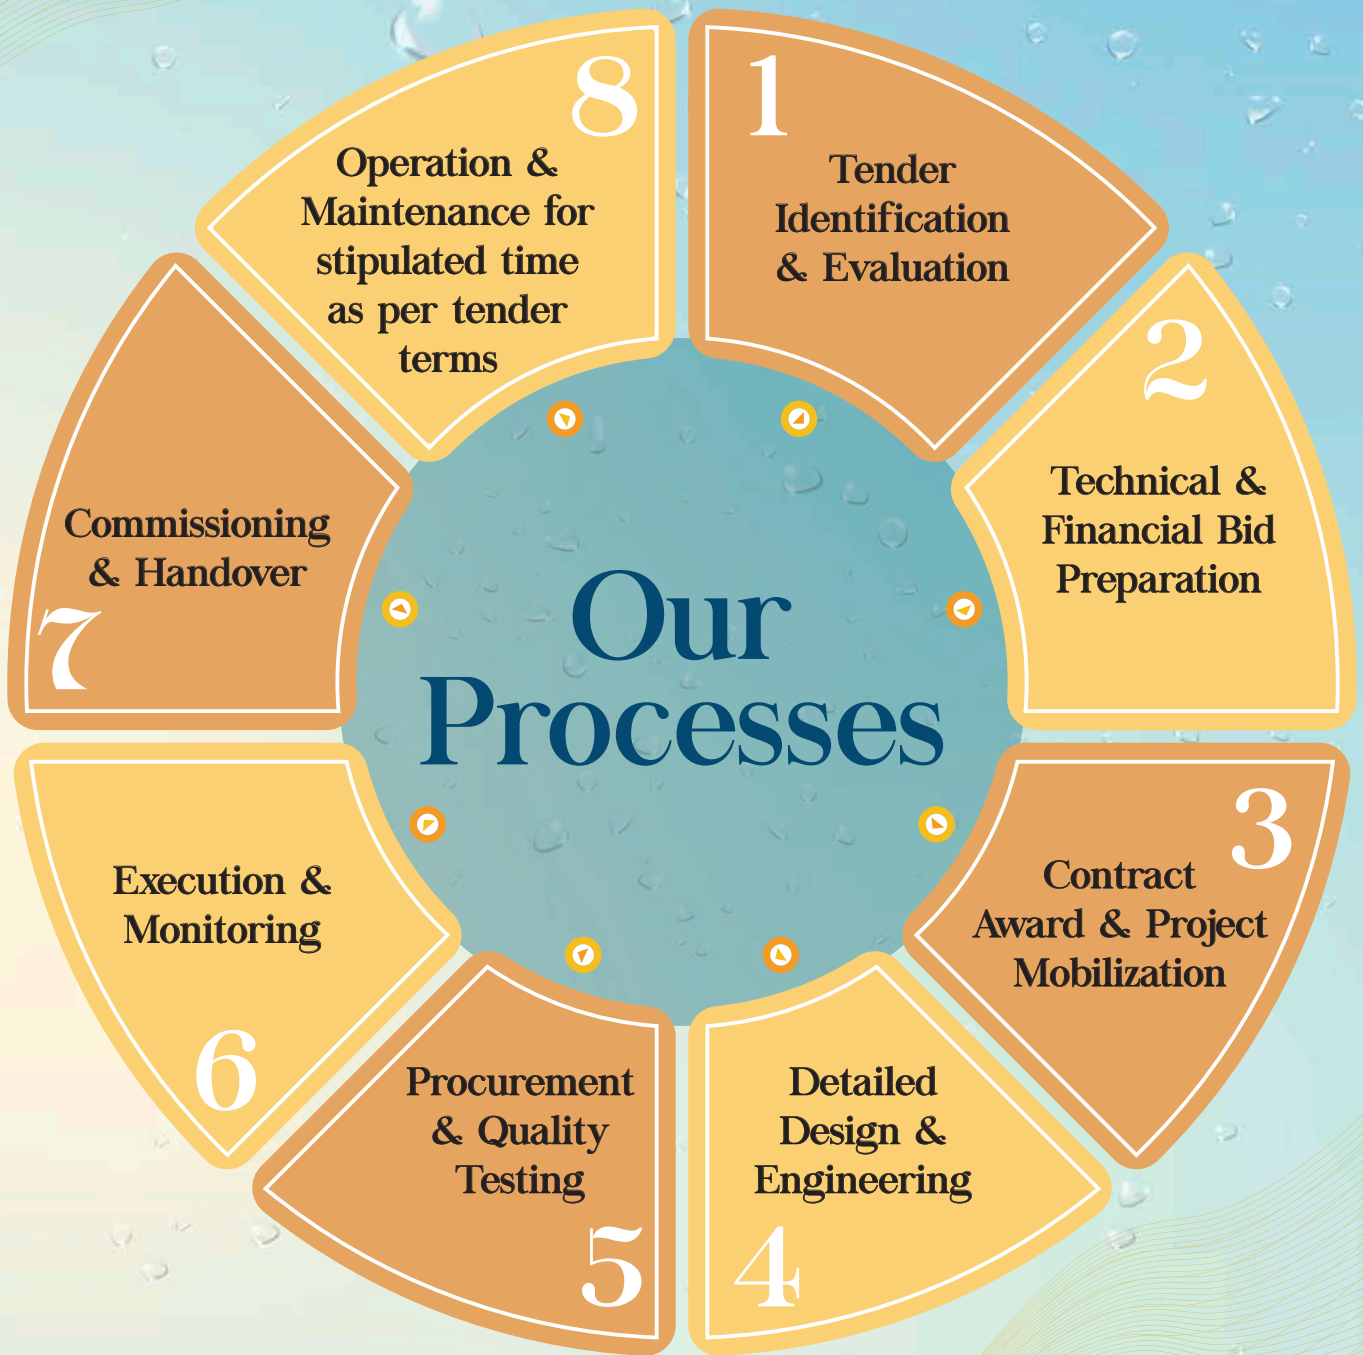 Our
Processes
1
Tender
Identification
& Evaluation
2
Technical &
Financial Bid
Preparation
3
Contract
Award & Project
Mobilization
4
Detailed
Design &
Engineering
5
Procurement
& Quality
Testing
6
Execution &
Monitoring
7
Commissioning
& Handover
8
Operation &
Maintenance for
stipulated time
as per tender
terms